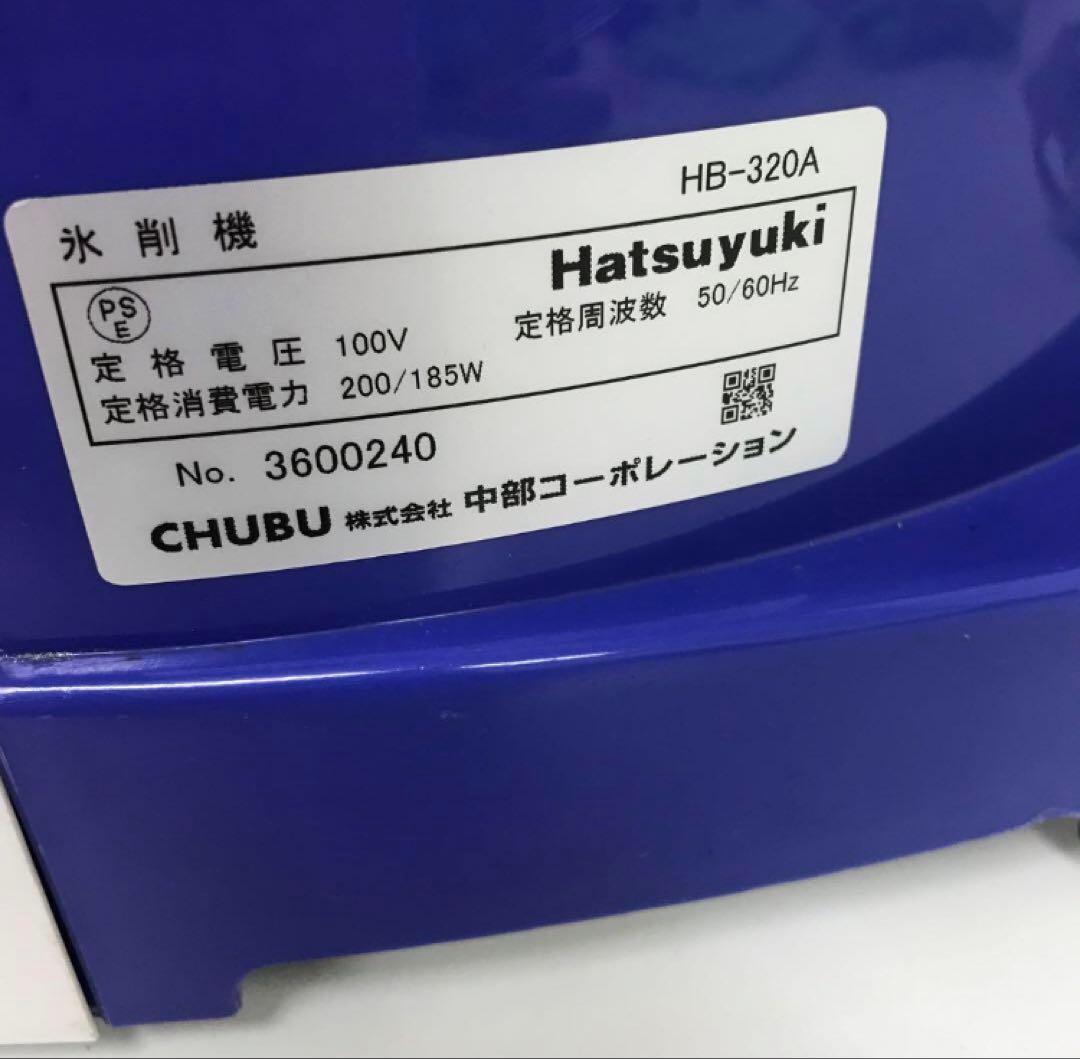 氷削機 HB-320A
PS E Hatsuyuki
定格電圧 100V 定格周波数 50/60Hz
定格消費電力 200/185W
No. 3600240
CHUBU 株式会社 中部コーポレーション